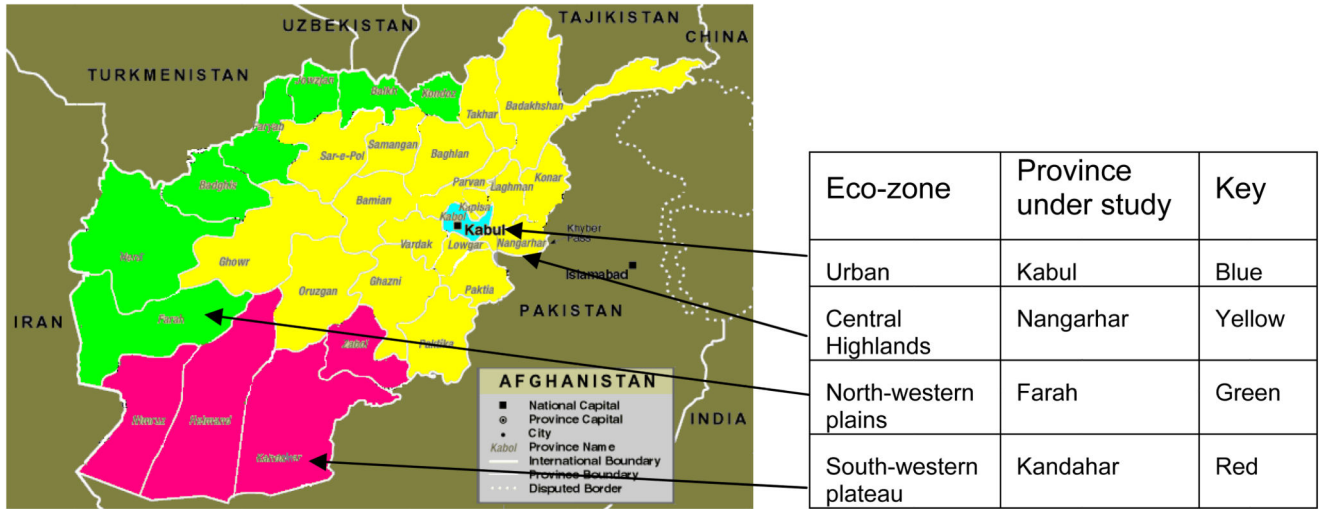 UZBEKISTAN
TAJIKISTAN
CHINA
TURKMENISTAN
Jowzjan
Balkh
Kondoz
Takhar
Badakhshan
Faryab
Samangan
Sar-e-Pol
Baghlan
Badghis
Parvan
Laghman
Konar
Bamian
Kapisa
Kabol
Kabul
Khyber
Pass
Herat
Vardak
Lowgar
Nangarhar
Ghowr
Ghazni
Islamabad
Oruzgan
Paktia
PAKISTAN
IRAN
Farah
Zabol
Paktika
INDIA
Nimruz
Helmand
Kandahar
AFGHANISTAN
National Capital
Province Capital
City
Kabol Province Name
International Boundary
Province Boundary
Disputed Border
Eco-zone Province under study Key
Urban Kabul Blue
Central Highlands Nangarhar Yellow
North-western plains Farah Green
South-western plateau Kandahar Red